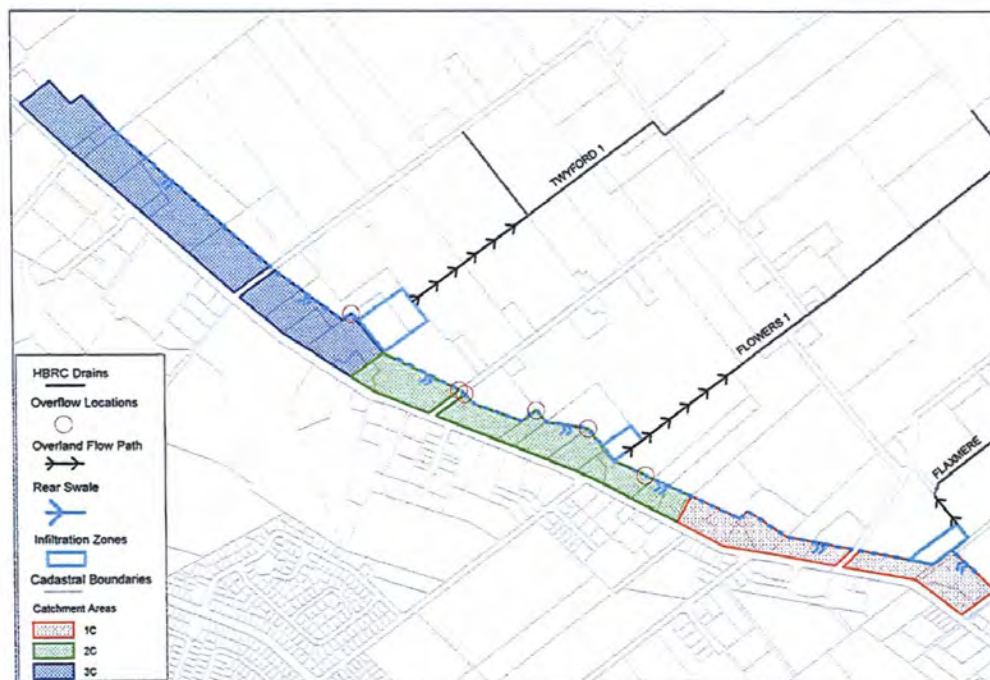 TWYFORD 1
FLOWERS 1
FLAXMERE
HBRC Drains
Overflow Locations
Overland Flow Path
Rear Swale
Infiltration Zones
Cadastral Boundaries
Catchment Areas
1C
2C
3C